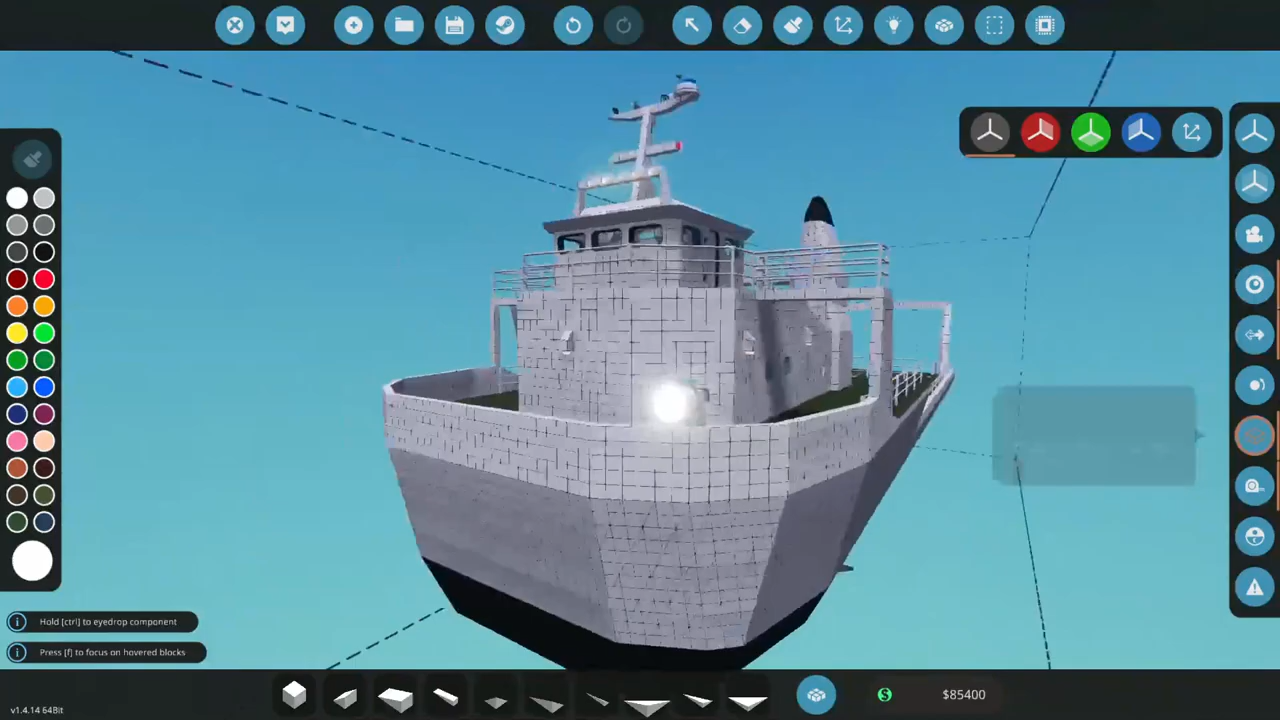 Hold [ctrl] to eyedrop component
Press [f] to focus on hovered blocks
$ $85400
v1.4.14 64Bit